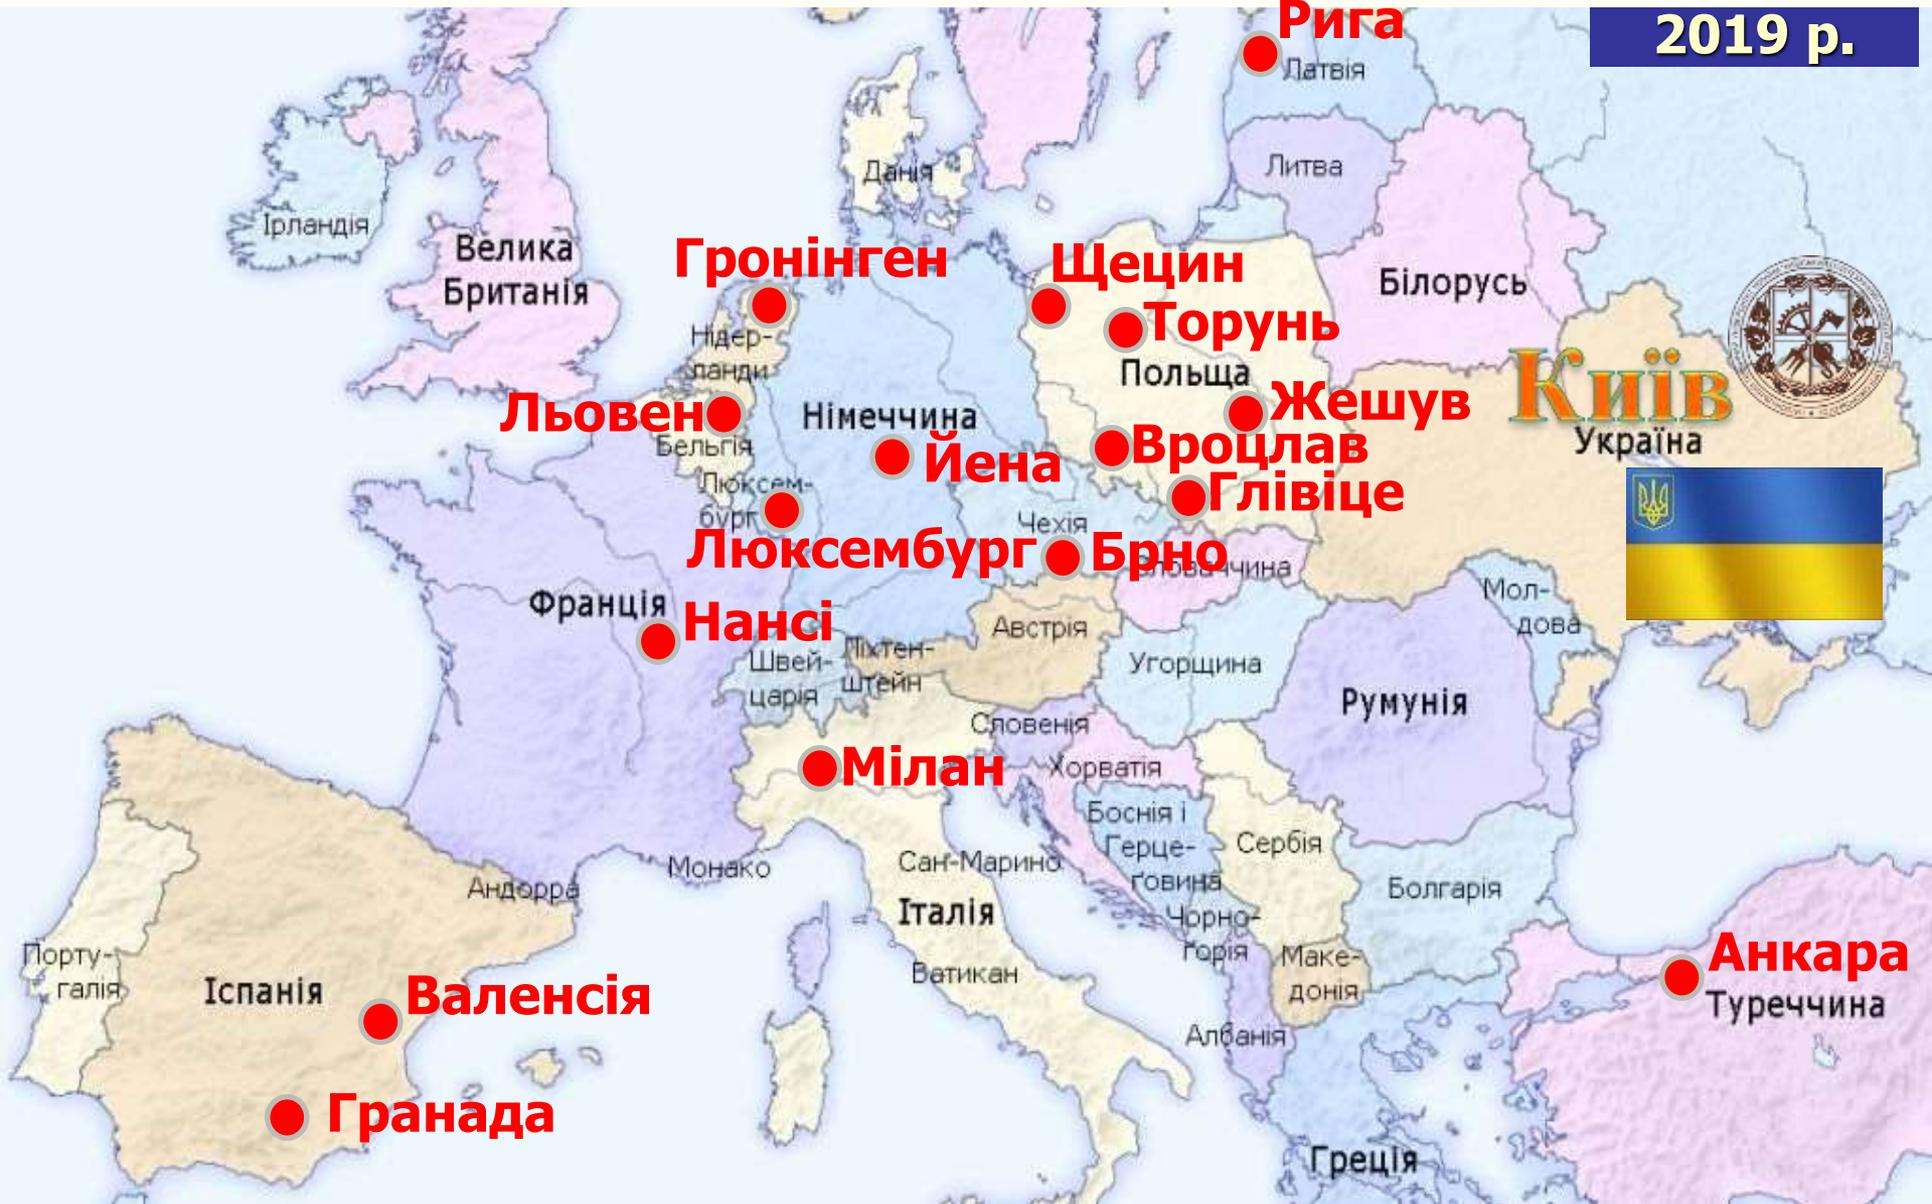 Рига
2019 р.
Латвія
Литва
Данія
Ірландія
Велика
Британія
Гронінген
Щецин
Торунь
Білорусь
Нідер-
ланди
Польща
Київ
Льовен
Німеччина
Жешув
Бельгія
Йена
Вроцлав
Україна
Люксем-
бург
Глівіце
Чехія
Люксембург
Брно
Словаччина
Франція
Нансі
Мол-
дова
Австрія
Швей-
царія
Ліхтен-
штейн
Угорщина
Румунія
Словенія
Мілан
Хорватія
Боснія і
Герце-
ґовина
Сербія
Монако
Сан-Марино
Андорра
Болгарія
Італія
Чорно-
горія
Порту-
галія
Іспанія
Валенсія
Ватикан
Маке-
донія
Анкара
Туреччина
Албанія
Гранада
Греція